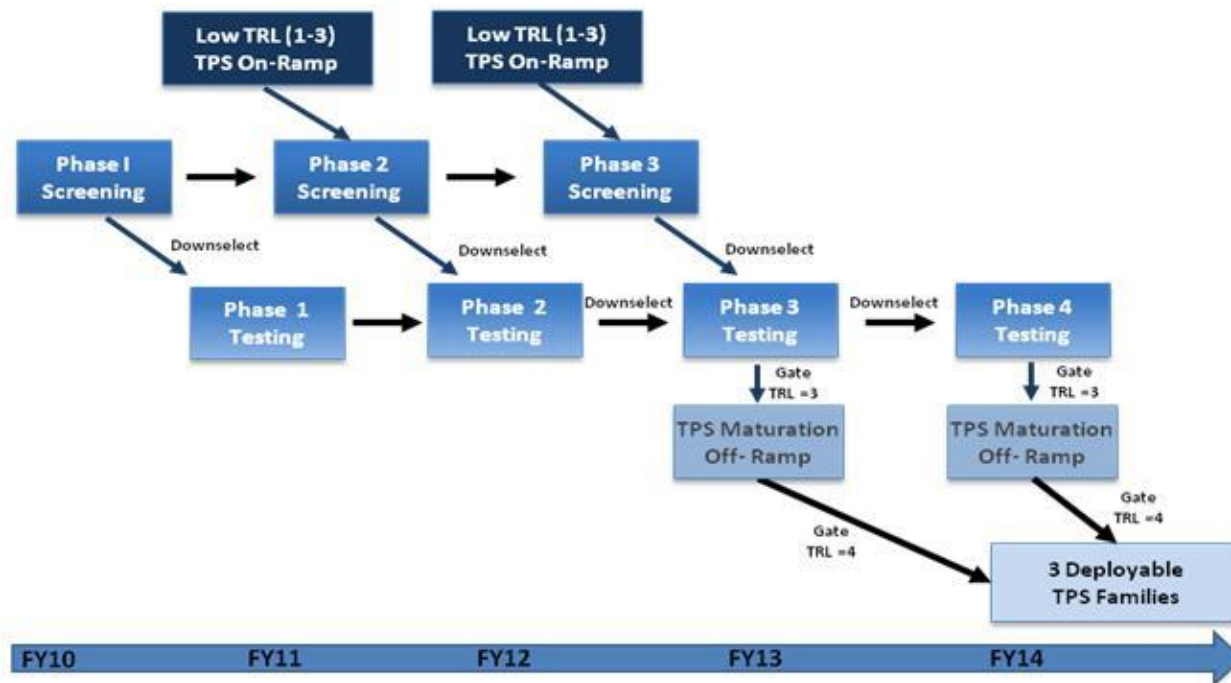 Low TRL (1-3)
TPS On-Ramp
Low TRL (1-3)
TPS On-Ramp
Phase I
Screening
Phase 2
Screening
Phase 3
Screening
Downselect
Downselect
Downselect
Phase 1
Testing
Phase 2
Testing
Downselect
Phase 3
Testing
Downselect
Phase 4
Testing
Gate
TRL =3
Gate
TRL =3
TPS Maturation
Off- Ramp
TPS Maturation
Off- Ramp
Gate
TRL =4
Gate
TRL =4
3 Deployable
TPS Families
FY10 FY11 FY12 FY13 FY14